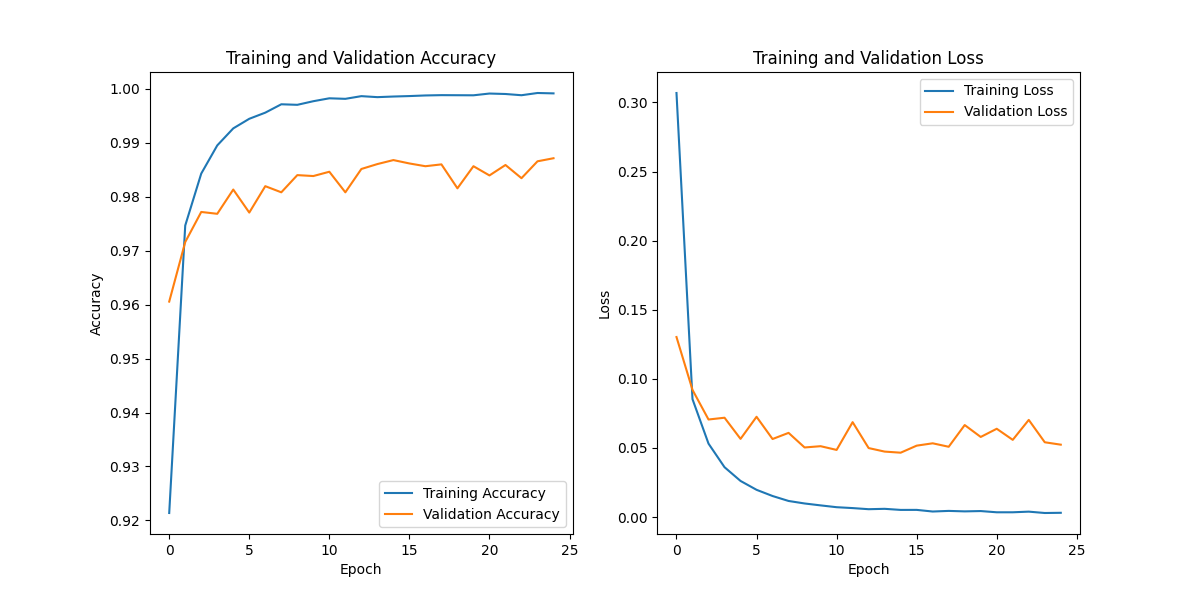 Training and Validation Accuracy
1.00
0.99
0.98
0.97
0.96
0.95
0.94
0.93
0.92
Accuracy
Training Accuracy
Validation Accuracy
0 5 10 15 20 25
Epoch
Training and Validation Loss
Training Loss
Validation Loss
0.30
0.25
0.20
0.15
0.10
0.05
0.00
Loss
0 5 10 15 20 25
Epoch